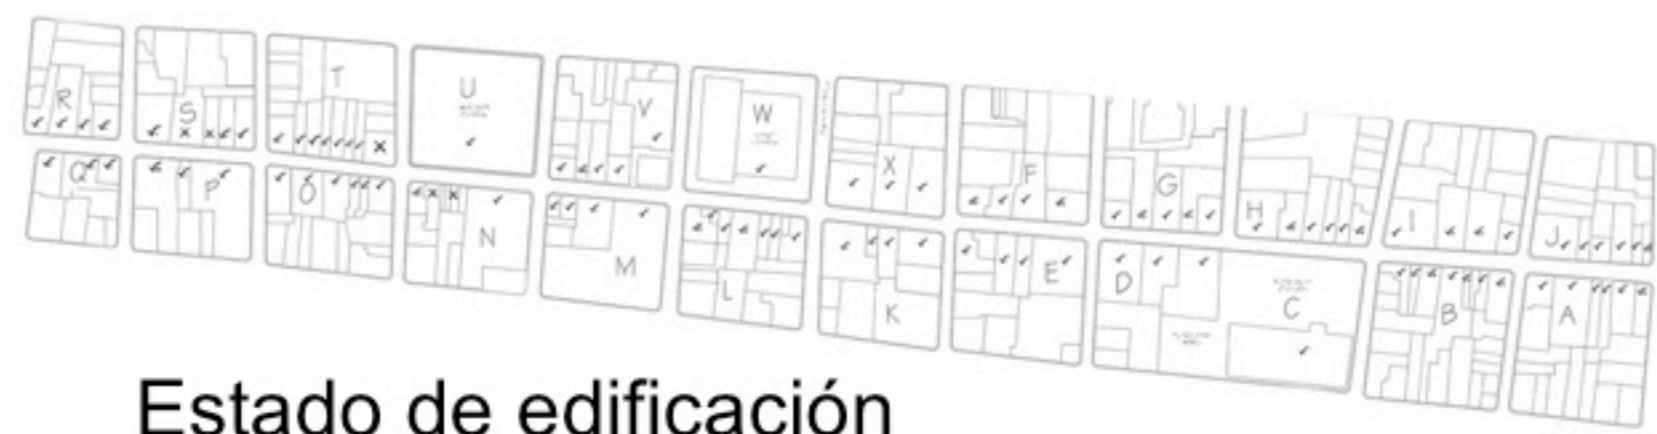 R S T U V W X F G H I J
Q P O N M L K E D C B A
Estado de edificación